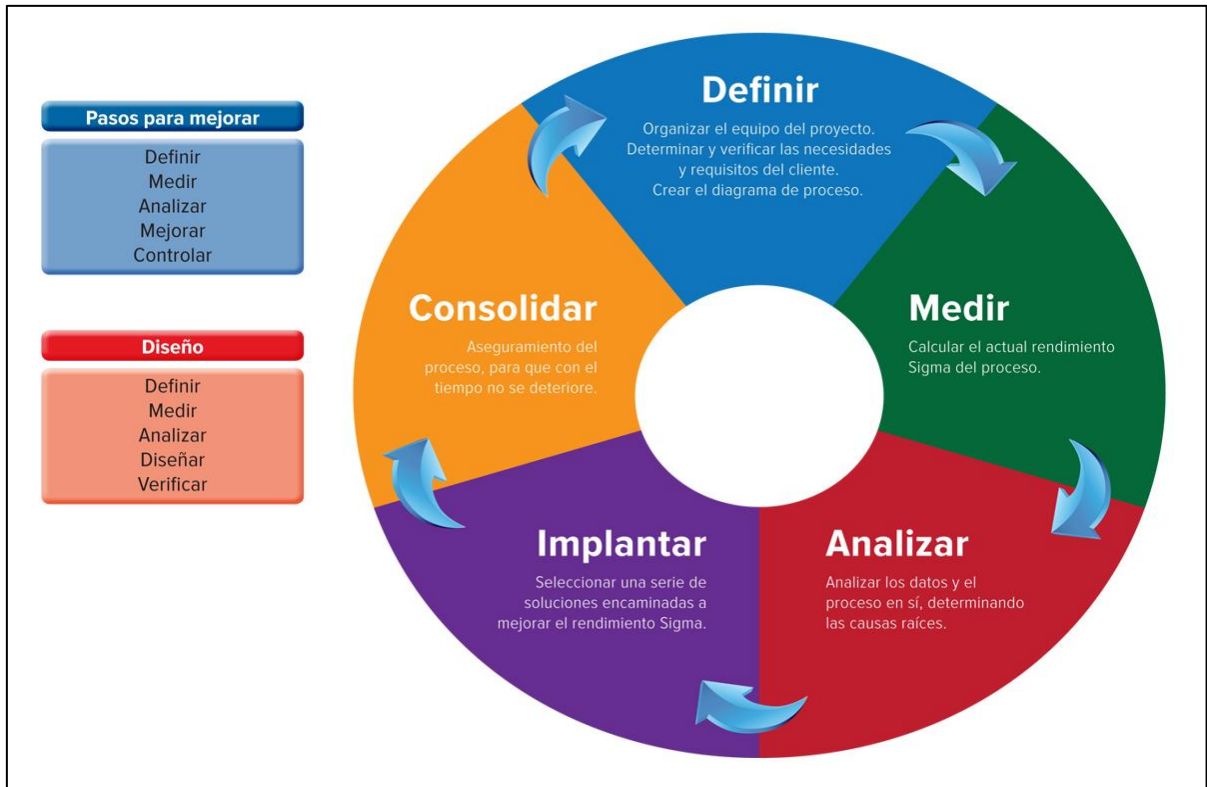 Pasos para mejorar
Definir
Medir
Analizar
Mejorar
Controlar
Diseño
Definir
Medir
Analizar
Diseñar
Verificar
Definir
Organizar el equipo del proyecto.
Determinar y verificar las necesidades
y requisitos del cliente.
Crear el diagrama de proceso.
Medir
Calcular el actual rendimiento
Sigma del proceso.
Analizar
Analizar los datos y el
proceso en sí, determinando
las causas raíces.
Implantar
Seleccionar una serie de
soluciones encaminadas a
mejorar el rendimiento Sigma.
Consolidar
Aseguramiento del
proceso, para que con el
tiempo no se deteriore.